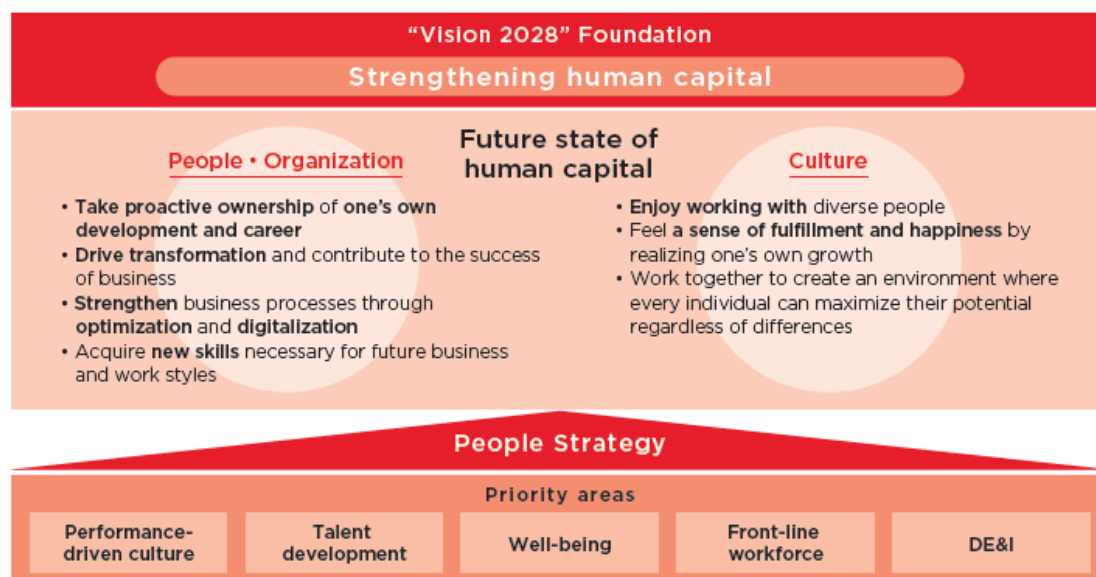 “Vision 2028” Foundation
Strengthening human capital
Future state of
human capital
People • Organization
• Take proactive ownership of one’s own
development and career
• Drive transformation and contribute to the success
of business
• Strengthen business processes through
optimization and digitalization
• Acquire new skills necessary for future business
and work styles
Culture
• Enjoy working with diverse people
• Feel a sense of fulfillment and happiness by
realizing one’s own growth
• Work together to create an environment where
every individual can maximize their potential
regardless of differences
People Strategy
Priority areas
Performance-
driven culture
Talent
development
Well-being
Front-line
workforce
DE&I